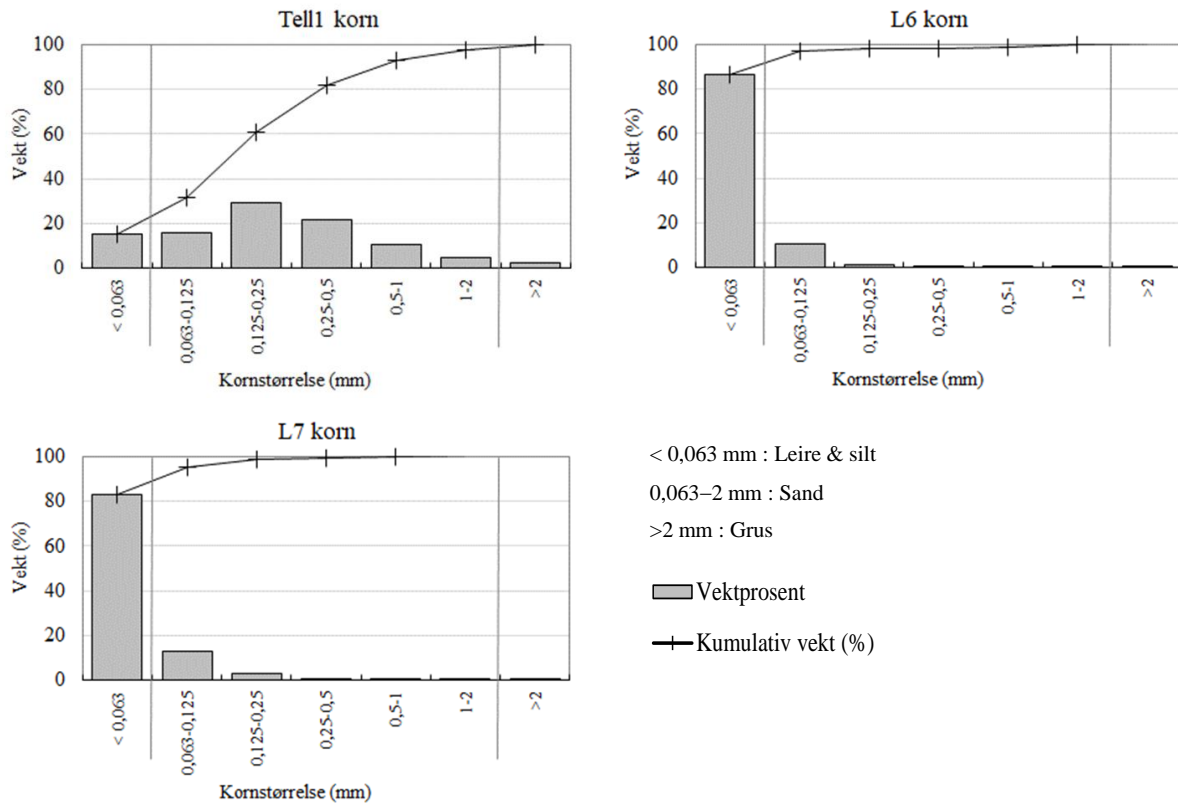 Tell1 korn
100
80
60
40
20
0
Vekt (%)
< 0,063
0,063-0,125
0,125-0,25
0,25-0,5
0,5-1
1-2
>2
Kornstørrelse (mm)
L6 korn
100
80
60
40
20
0
Vekt (%)
< 0,063
0,063-0,125
0,125-0,25
0,25-0,5
0,5-1
1-2
>2
Kornstørrelse (mm)
L7 korn
100
80
60
40
20
0
Vekt (%)
< 0,063
0,063-0,125
0,125-0,25
0,25-0,5
0,5-1
1-2
>2
Kornstørrelse (mm)
< 0,063 mm : Leire & silt
0,063–2 mm : Sand
>2 mm : Grus
Vektprosent
Kumulativ vekt (%)